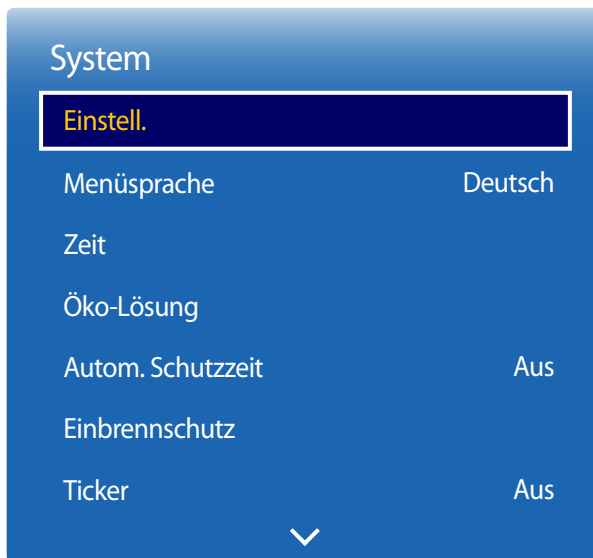 System
Einstell.
Menüsprache Deutsch
Zeit
Öko-Lösung
Autom. Schutzzeit Aus
Einbrennschutz
Ticker Aus